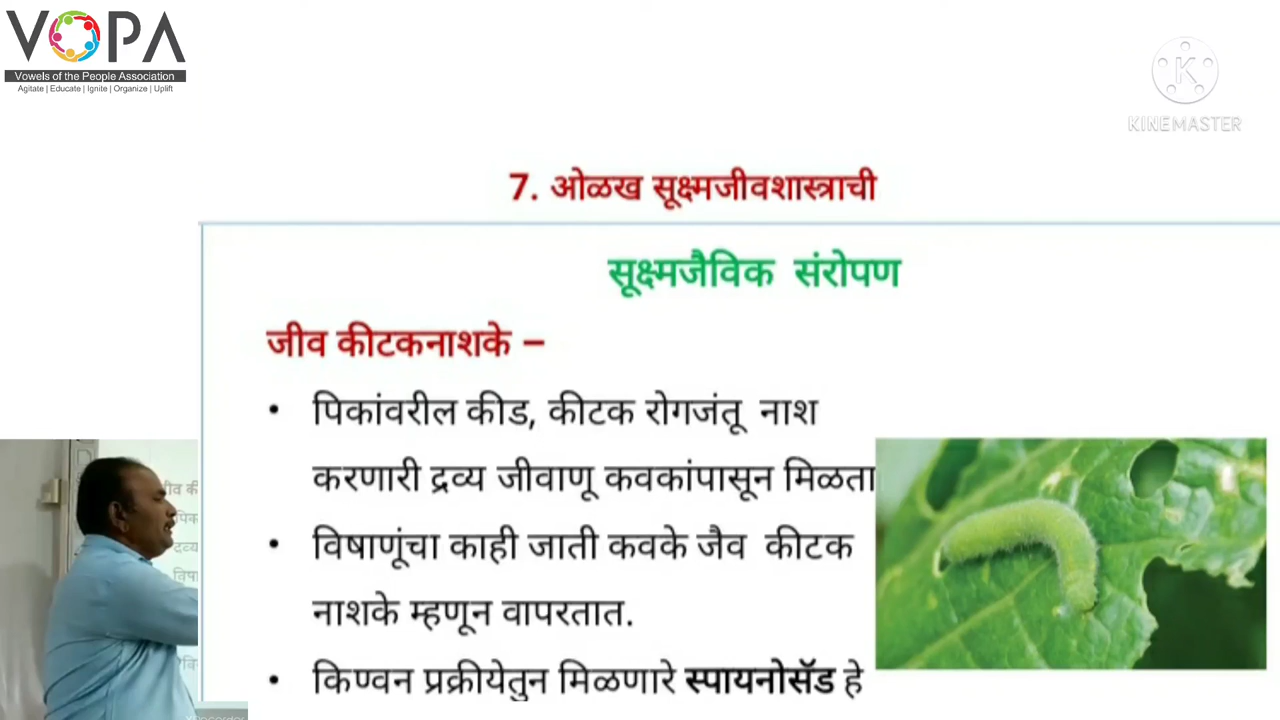 VOPA
Vowels of the People Association
Agitate | Educate | Ignite | Organize | Uplift
K
KINEMASTER
7. ओळख सूक्ष्मजीवशास्त्राची
सूक्ष्मजैविक संरोपण
जीव कीटकनाशके –
• पिकांवरील कीड, कीटक रोगजंतू नाश
करणारी द्रव्य जीवाणू कवकांपासून मिळता
• विषाणूंचा काही जाती कवके जैव कीटक
नाशके म्हणून वापरतात.
• किण्वन प्रक्रीयेतुन मिळणारे स्पायनोसॅड हे